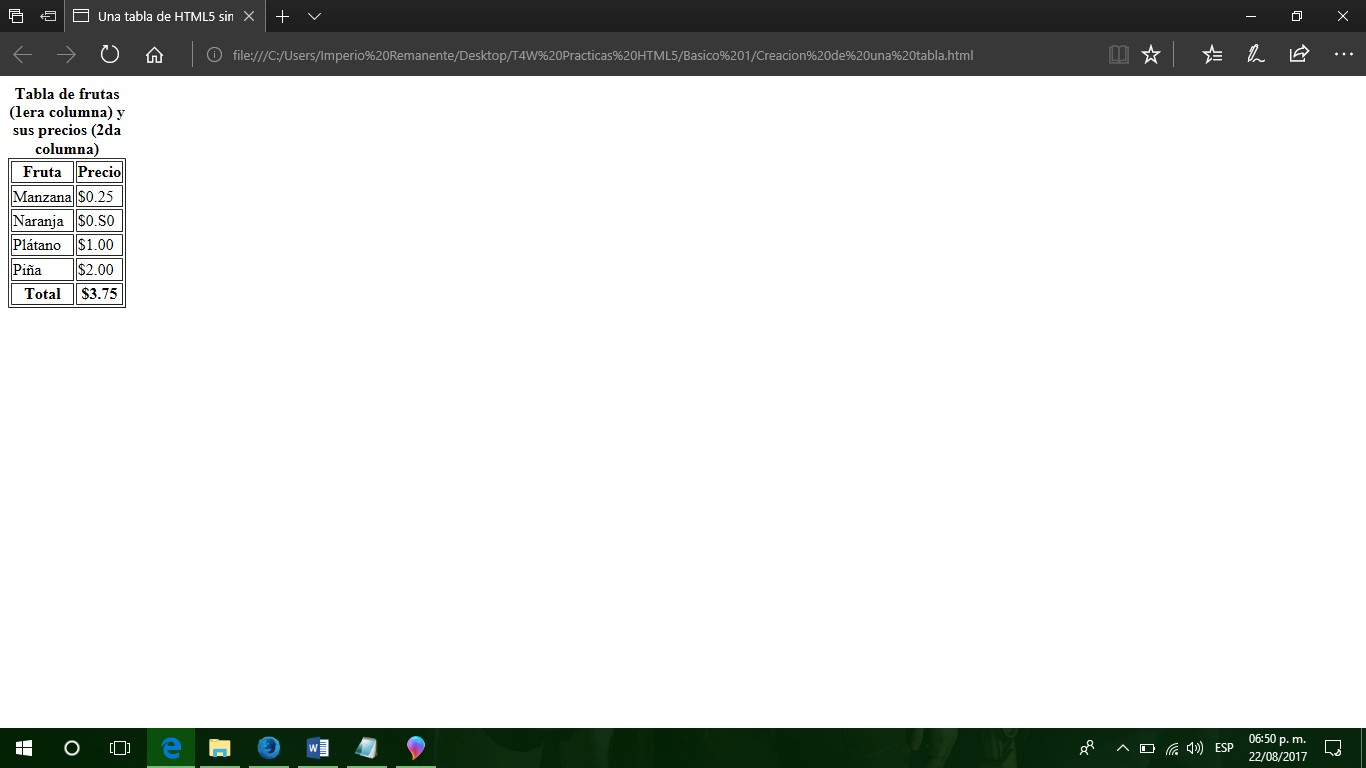 Una tabla de HTML5 sin
file:///C:/Users/Imperio%20Remanente/Desktop/T4W%20Practicas%20HTML5/Basico%201/Creacion%20de%20una%20tabla.html
Tabla de frutas
(1era columna) y
sus precios (2da
columna)
Fruta Precio
Manzana $0.25
Naranja $0.S0
Plátano $1.00
Piña $2.00
Total $3.75
ESP
06:50 p. m.
22/08/2017